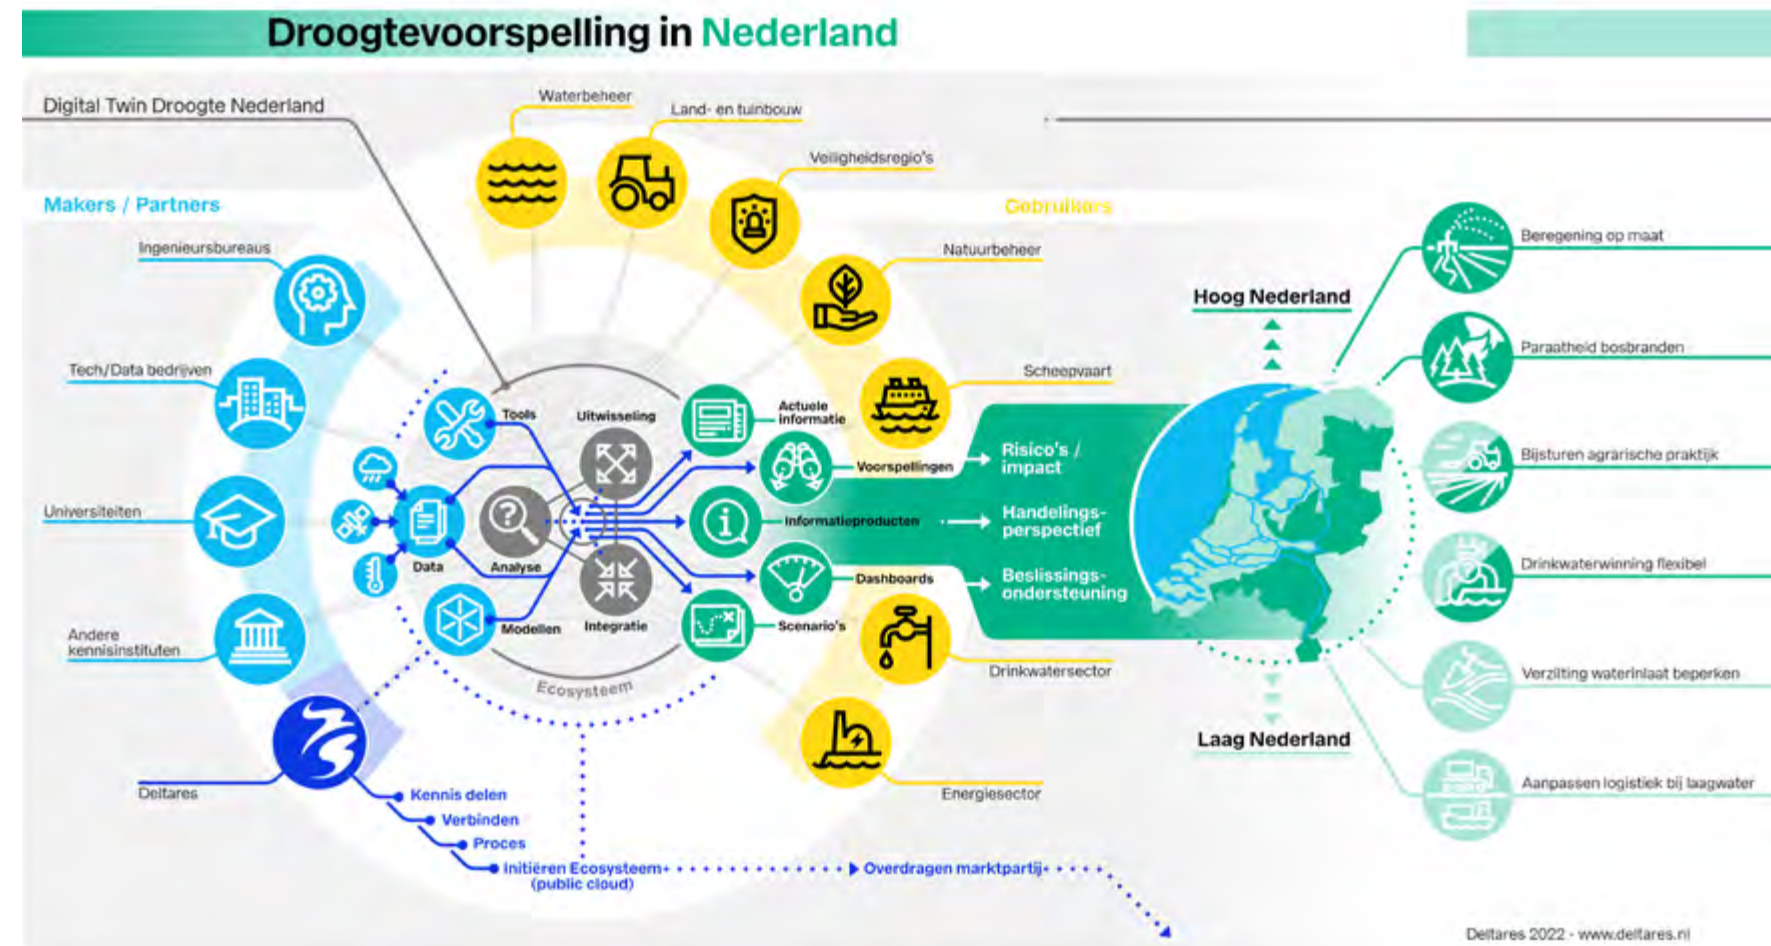 Droogtevoorspelling in Nederland
Digital Twin Droogte Nederland
Waterbeheer
Land- en tuinbouw
Veiligheidsregio's
Makers / Partners
Gebruikers
Ingenieursbureaus
Natuurbeheer
Tech/Data bedrijven
Scheepvaart
Universiteiten
Andere
kennisinstituten
Deltares
Drinkwatersector
Energiesector
Tools
Data
Modellen
Analyse
Uitwisseling
Integratie
Ecosysteem
Actuele
informatie
Voorspellingen
Informatieproducten
Dashboards
Scenario's
Risico's /
impact
Handelings-
perspectief
Beslissings-
ondersteuning
Hoog Nederland
Laag Nederland
Beregening op maat
Paraatheid bosbranden
Bijsturen agrarische praktijk
Drinkwaterwinning flexibel
Verzilting waterinlaat beperken
Aanpassen logistiek bij laagwater
Kennis delen
Verbinden
Proces
Initiëren Ecosysteem
(public cloud)
Overdragen marktpartij
Deltares 2022 - www.deltares.nl